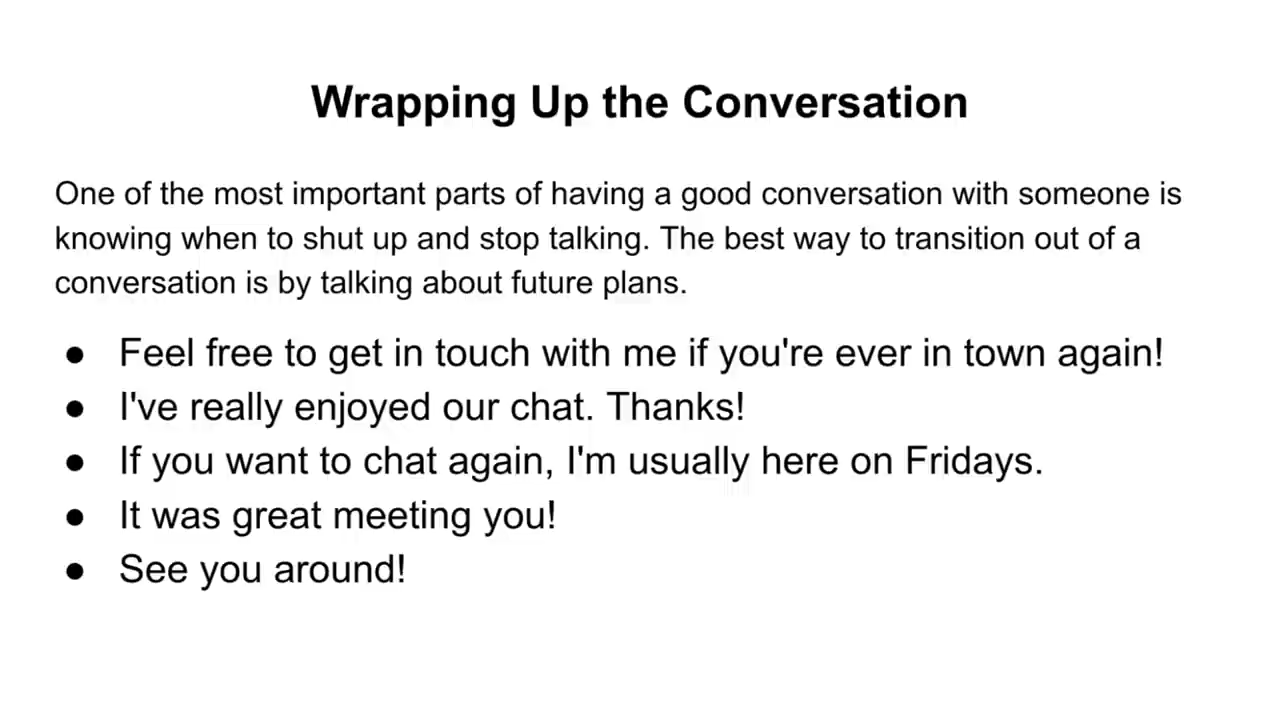 Wrapping Up the Conversation
One of the most important parts of having a good conversation with someone is
knowing when to shut up and stop talking. The best way to transition out of a
conversation is by talking about future plans.
● Feel free to get in touch with me if you're ever in town again!
● I've really enjoyed our chat. Thanks!
● If you want to chat again, I'm usually here on Fridays.
● It was great meeting you!
● See you around!